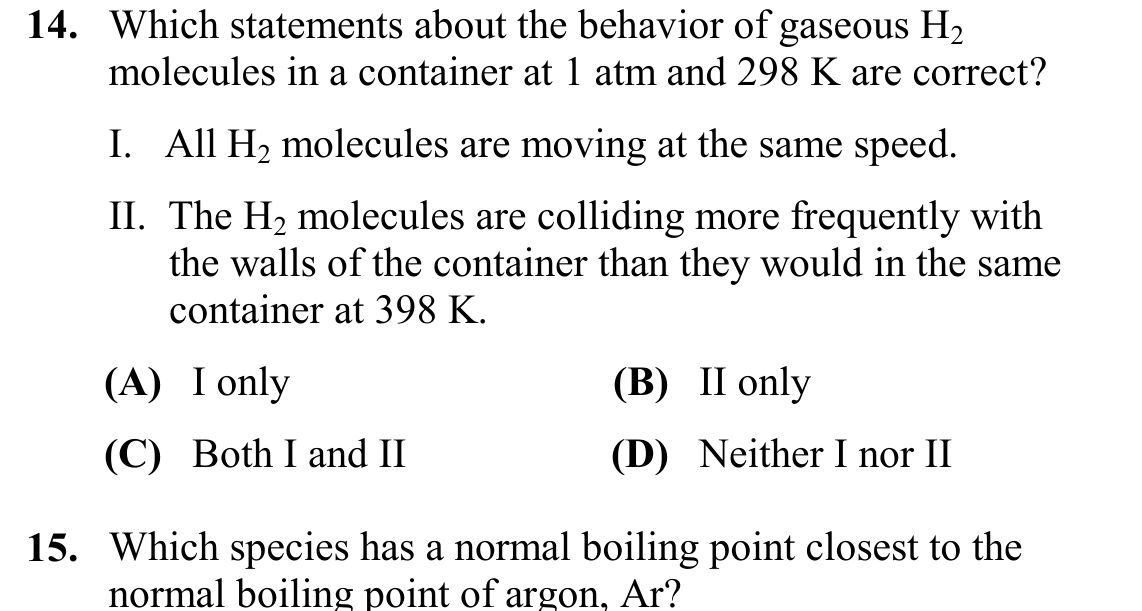 14. Which statements about the behavior of gaseous H₂
molecules in a container at 1 atm and 298 K are correct?
I. All H₂ molecules are moving at the same speed.
II. The H₂ molecules are colliding more frequently with
the walls of the container than they would in the same
container at 398 K.
(A) I only (B) II only
(C) Both I and II (D) Neither I nor II
15. Which species has a normal boiling point closest to the
normal boiling point of argon, Ar?